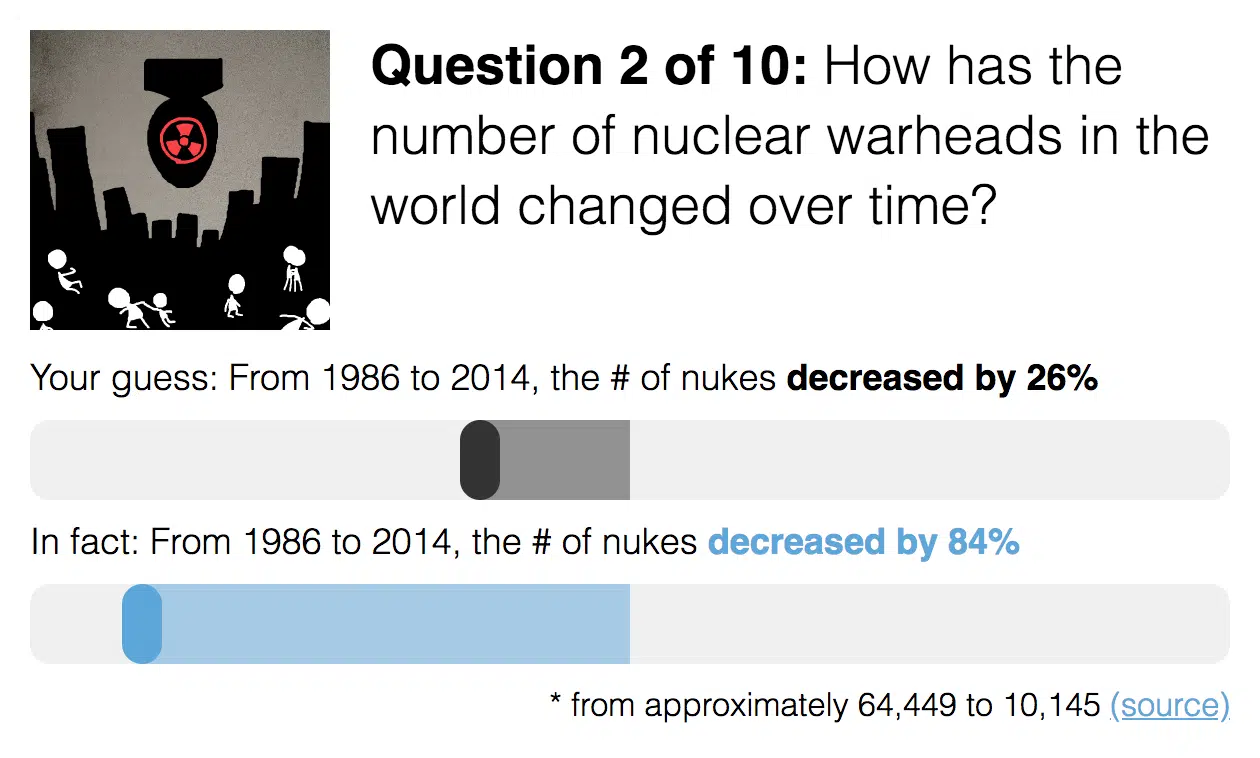 Question 2 of 10: How has the
number of nuclear warheads in the
world changed over time?
Your guess: From 1986 to 2014, the # of nukes decreased by 26%
In fact: From 1986 to 2014, the # of nukes decreased by 84%
* from approximately 64,449 to 10,145 (source)